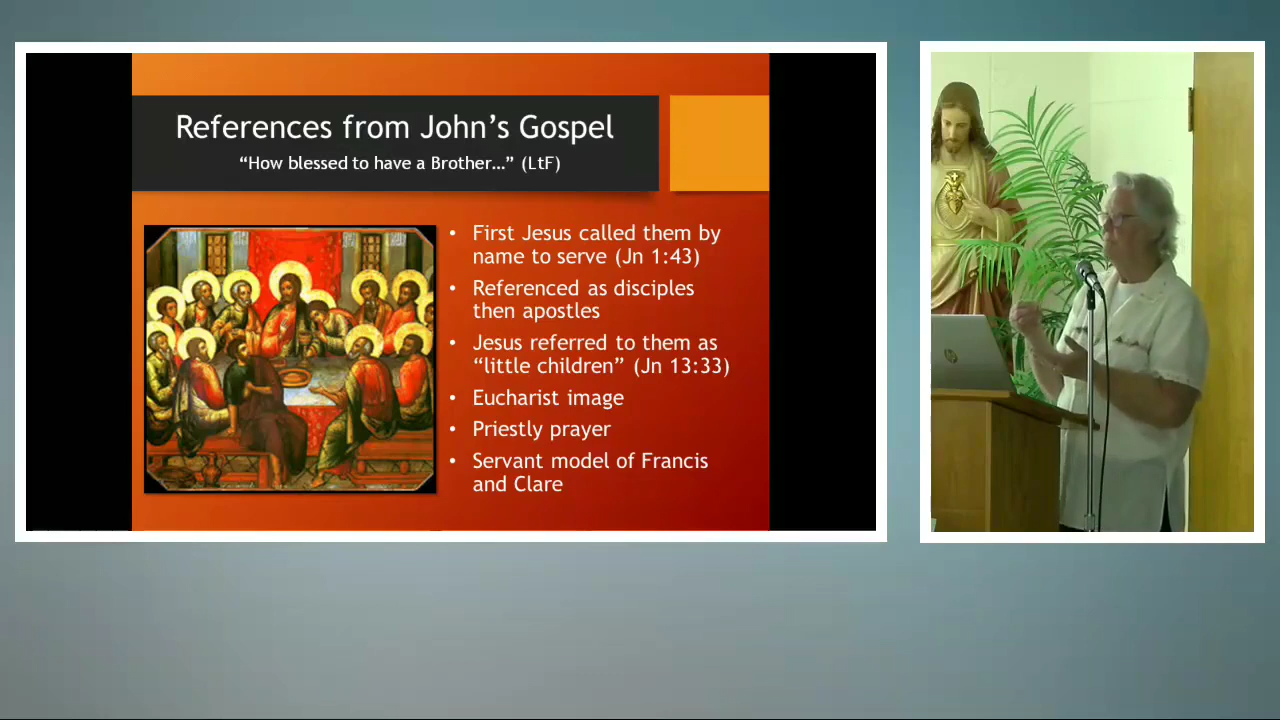 References from John’s Gospel
“How blessed to have a Brother…” (LtF)
• First Jesus called them by
name to serve (Jn 1:43)
• Referenced as disciples
then apostles
• Jesus referred to them as
“little children” (Jn 13:33)
• Eucharist image
• Priestly prayer
• Servant model of Francis
and Clare